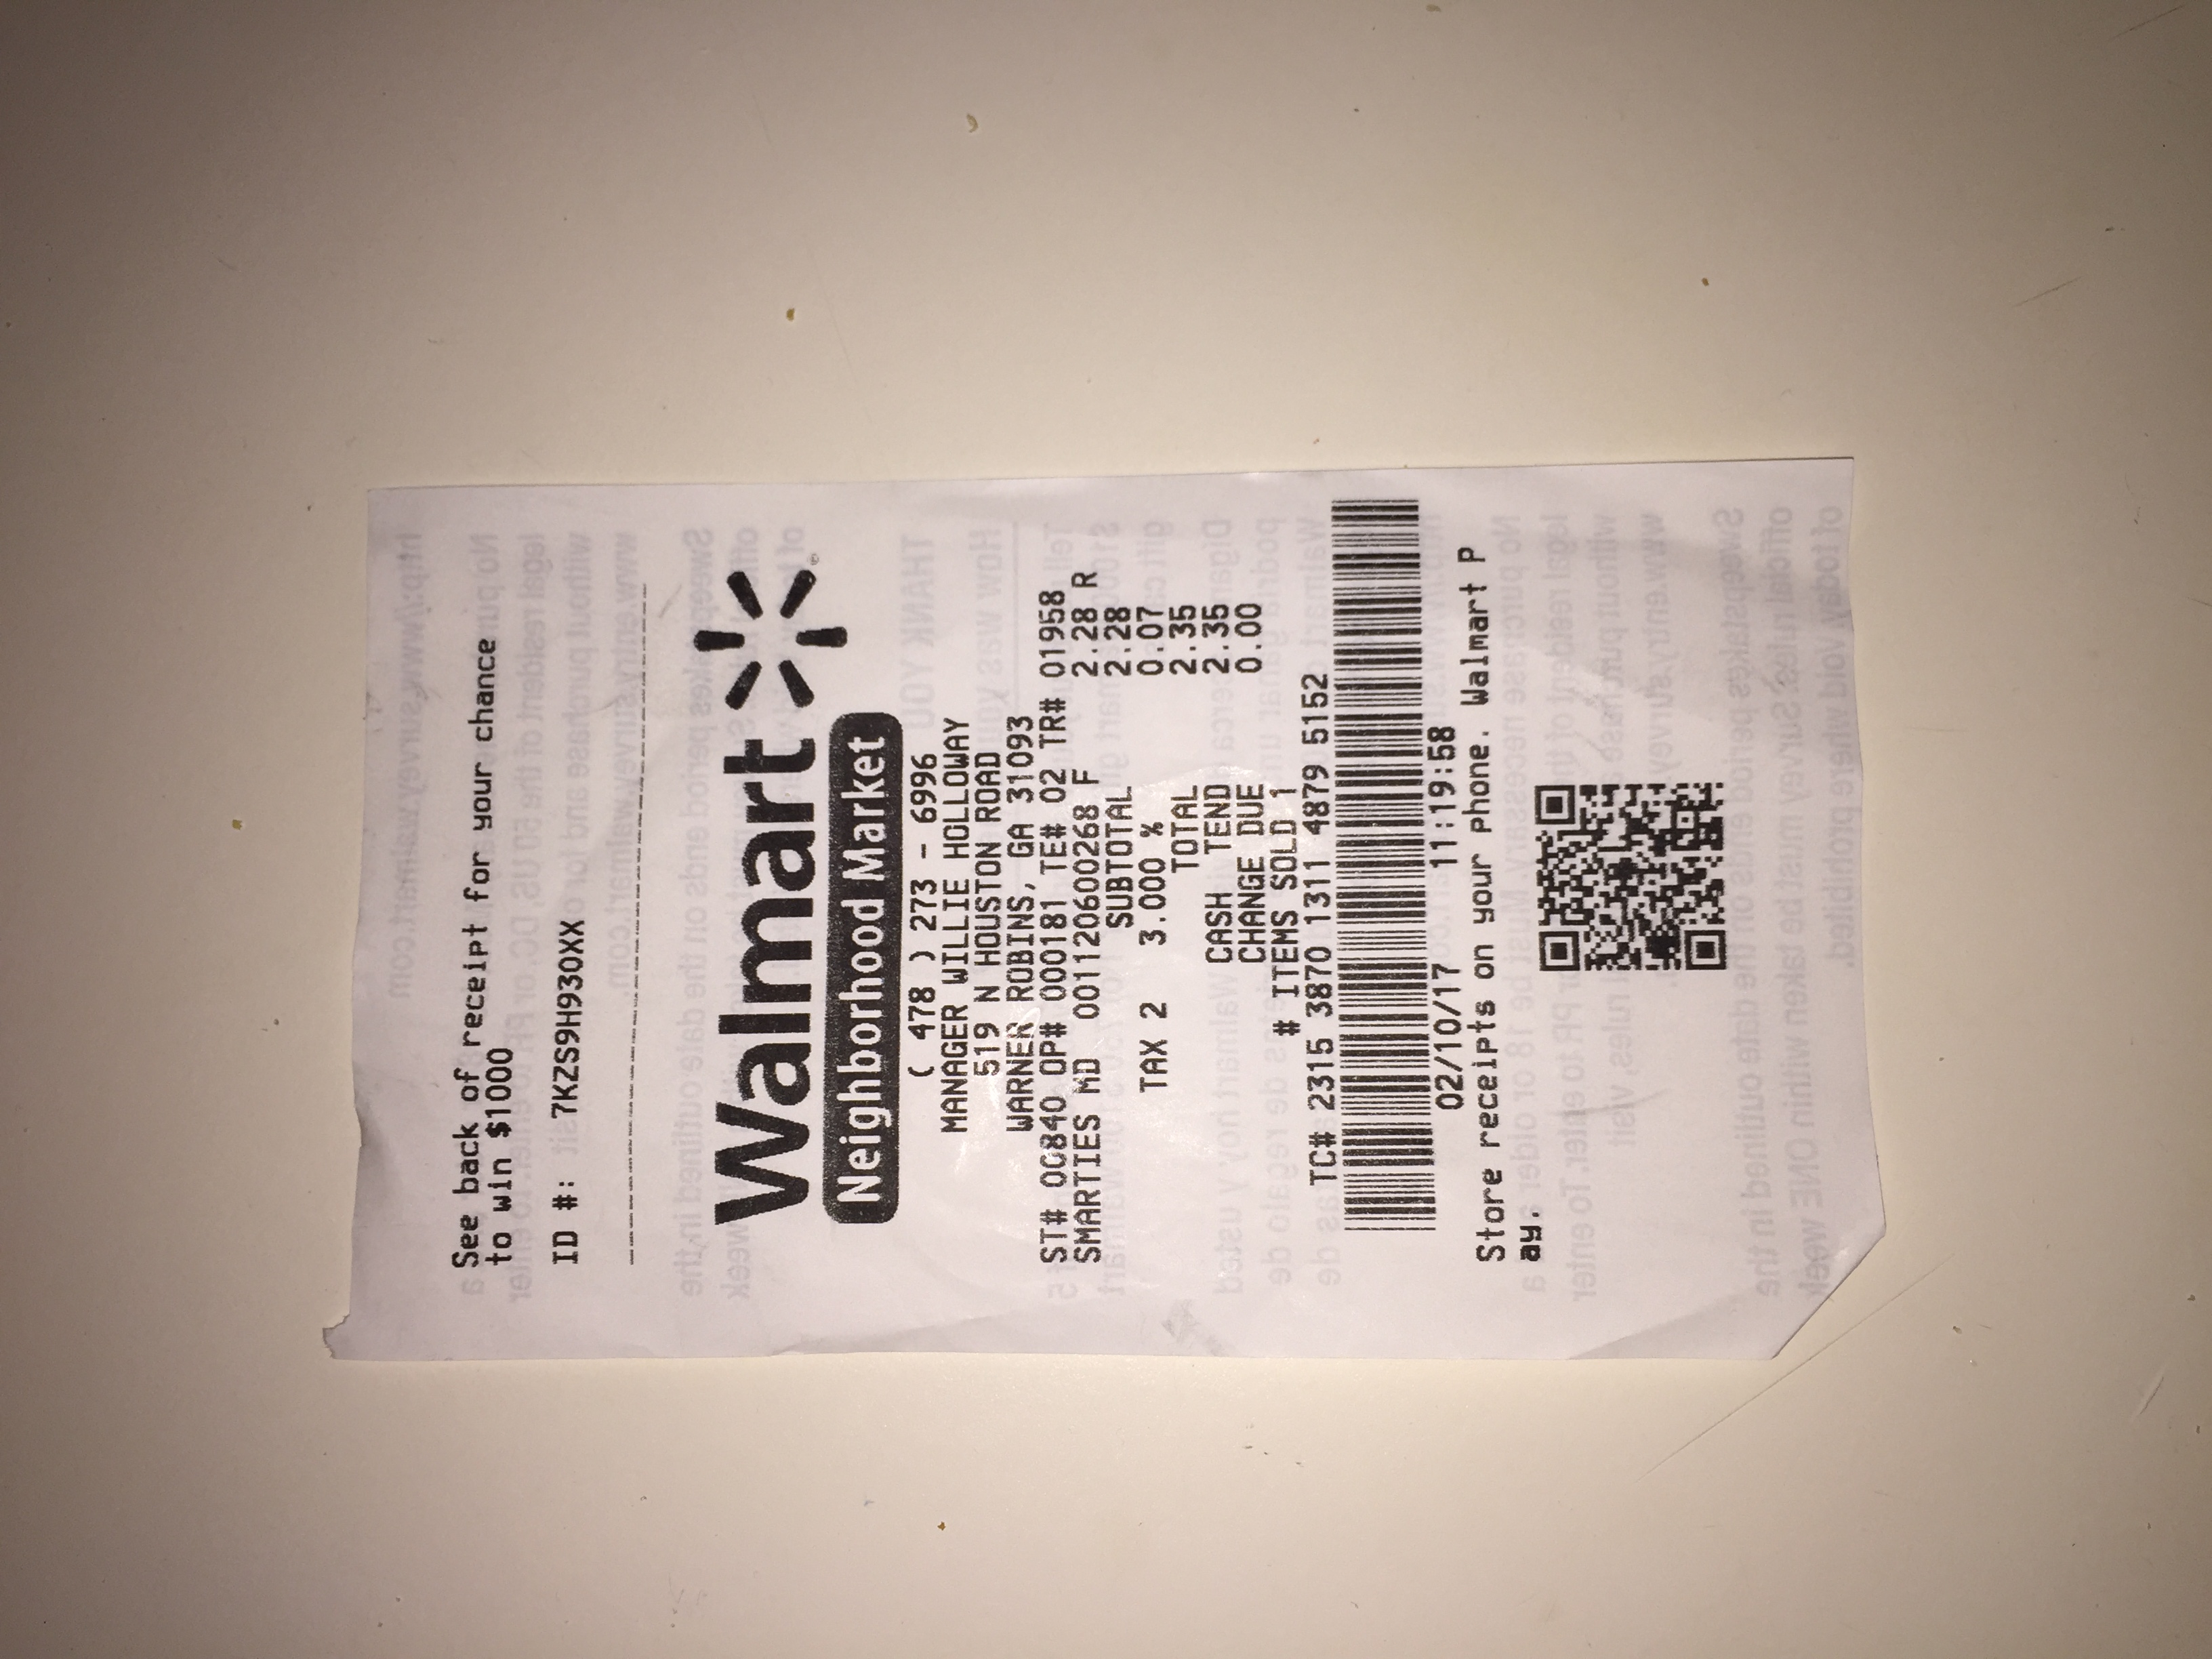 See back of receipt for your chance
to win $1000
ID #: 7KZS9H930XX
Walmart
Neighborhood Market
( 478 ) 273 - 6996
MANAGER WILLIE HOLLOWAY
519 N HOUSTON ROAD
WARNER ROBINS, GA 31093
ST# 00840 OP# 000181 TE# 02 TR# 01958
SMARTIES MD 001120600268 F 2.28 R
SUBTOTAL 2.28
TAX 2 3.000 % 0.07
TOTAL 2.35
CASH TEND 2.35
CHANGE DUE 0.00
# ITEMS SOLD 1
TC# 2315 3870 1311 4879 5152
02/10/17 11:19:58
Store receipts on your phone. Walmart P
ay.